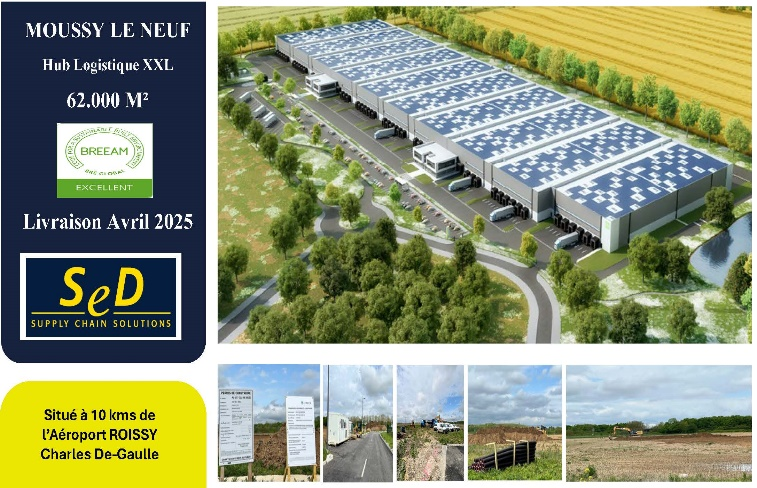 MOUSSY LE NEUF
Hub Logistique XXL
62.000 M²
BREEAM
EXCELLENT
Livraison Avril 2025
SeD
SUPPLY CHAIN SOLUTIONS
Situé à 10 kms de
l'Aéroport ROISSY
Charles De-Gaulle